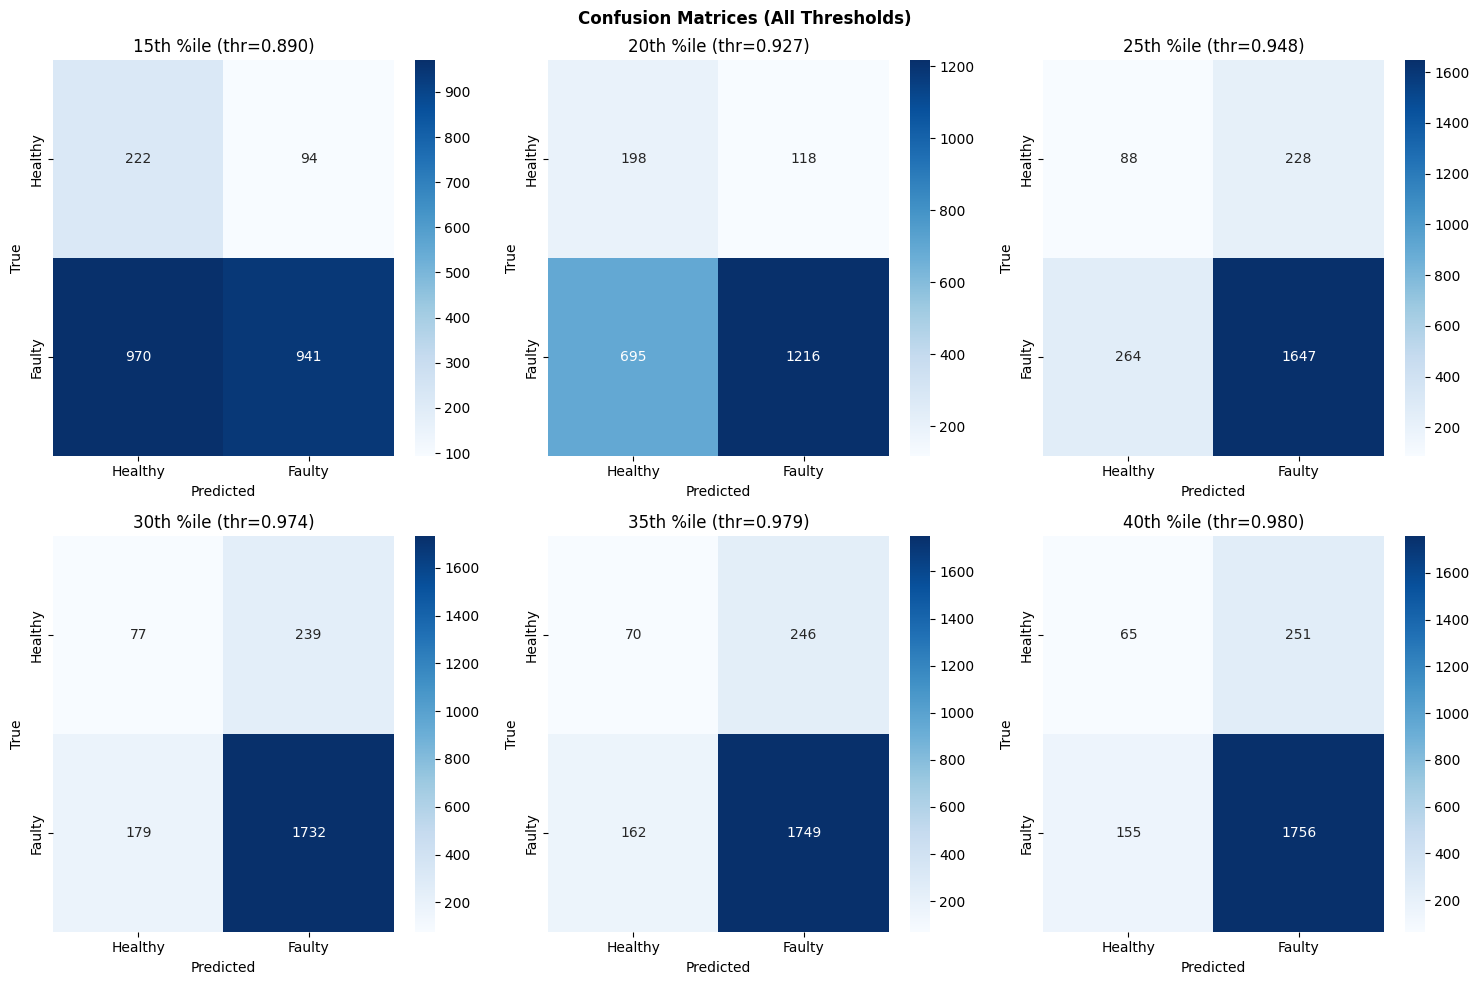 Confusion Matrices (All Thresholds)
15th %ile (thr=0.890)
True
Healthy
Faulty
222
94
970
941
Healthy
Faulty
Predicted
900
800
700
600
500
400
300
200
100
20th %ile (thr=0.927)
True
Healthy
Faulty
198
118
695
1216
Healthy
Faulty
Predicted
1200
1000
800
600
400
200
25th %ile (thr=0.948)
True
Healthy
Faulty
88
228
264
1647
Healthy
Faulty
Predicted
1600
1400
1200
1000
800
600
400
200
30th %ile (thr=0.974)
True
Healthy
Faulty
77
239
179
1732
Healthy
Faulty
Predicted
1600
1400
1200
1000
800
600
400
200
35th %ile (thr=0.979)
True
Healthy
Faulty
70
246
162
1749
Healthy
Faulty
Predicted
1600
1400
1200
1000
800
600
400
200
40th %ile (thr=0.980)
True
Healthy
Faulty
65
251
155
1756
Healthy
Faulty
Predicted
1600
1400
1200
1000
800
600
400
200